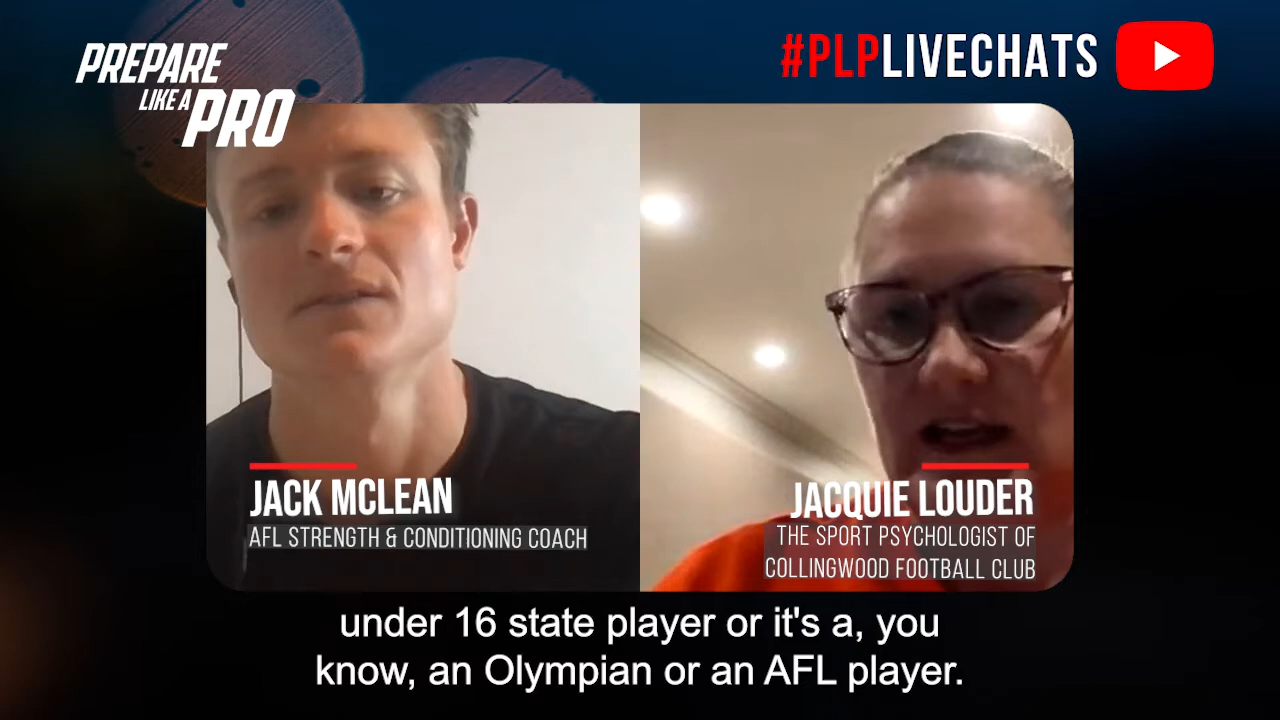 PREPARE
LIKE A
PRO
#PLPLIVECHATS
JACK MCLEAN
AFL STRENGTH & CONDITIONING COACH
JACQUIE LOUDER
THE SPORT PSYCHOLOGIST OF
COLLINGWOOD FOOTBALL CLUB
under 16 state player or it's a, you
know, an Olympian or an AFL player.